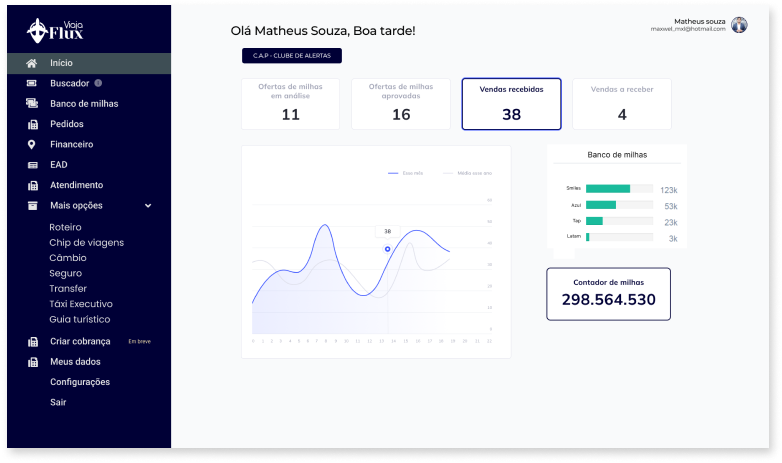 Viaja
Flux
Início
Buscador
Banco de milhas
Pedidos
Financeiro
EAD
Atendimento
Mais opções
Roteiro
Chip de viagens
Câmbio
Seguro
Transfer
Táxi Executivo
Guia turístico
Criar cobrança Em breve
Meus dados
Configurações
Sair
Olá Matheus Souza, Boa tarde!
Matheus souza
maxwel_mxl@hotmail.com
C.A.P - CLUBE DE ALERTAS
Ofertas de milhas
em análise
11
Ofertas de milhas
aprovadas
16
Vendas recebidas
38
Vendas a receber
4
Esse mês
Média esse ano
60
50
40
30
20
10
0
38
0 1 2 3 4 5 6 7 8 9 10 11 12 13 14 15 16 17 18 19 20 21 22
Banco de milhas
Smiles 123k
Azul 53k
Tap 23k
Latam 3k
Contador de milhas
298.564.530